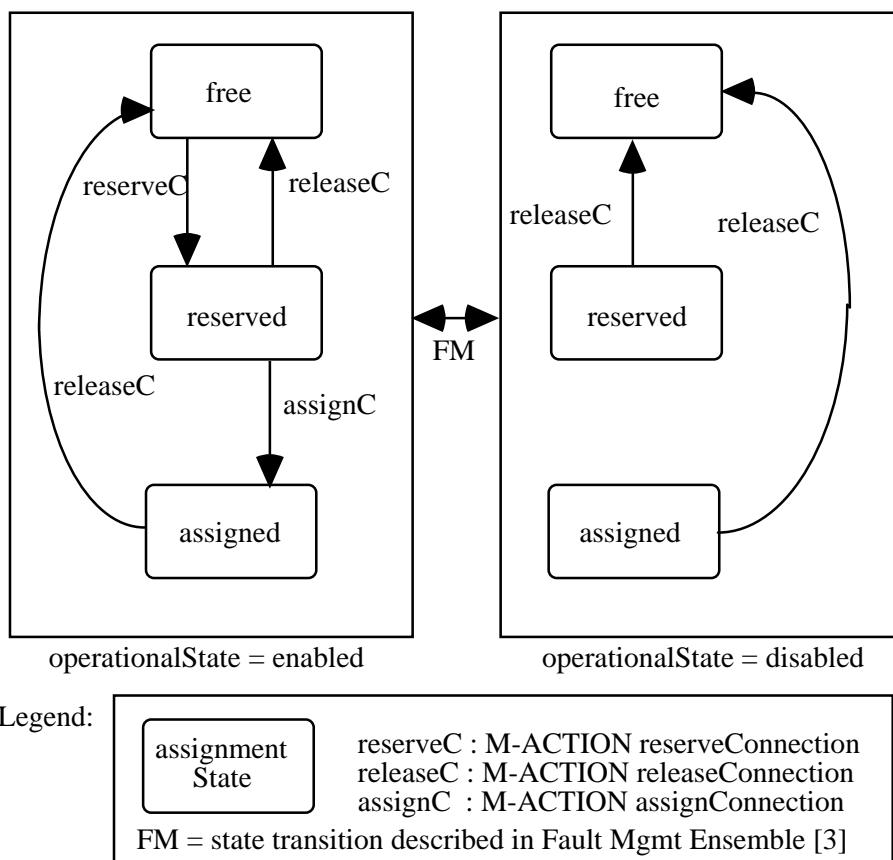 free
free
reserveC
releaseC
releaseC
releaseC
reserved
reserved
FM
releaseC
assignC
assigned
assigned
operationalState = enabled
operationalState = disabled
Legend:
assignment
State
reserveC : M-ACTION reserveConnection
releaseC : M-ACTION releaseConnection
assignC : M-ACTION assignConnection
FM = state transition described in Fault Mgmt Ensemble [3]